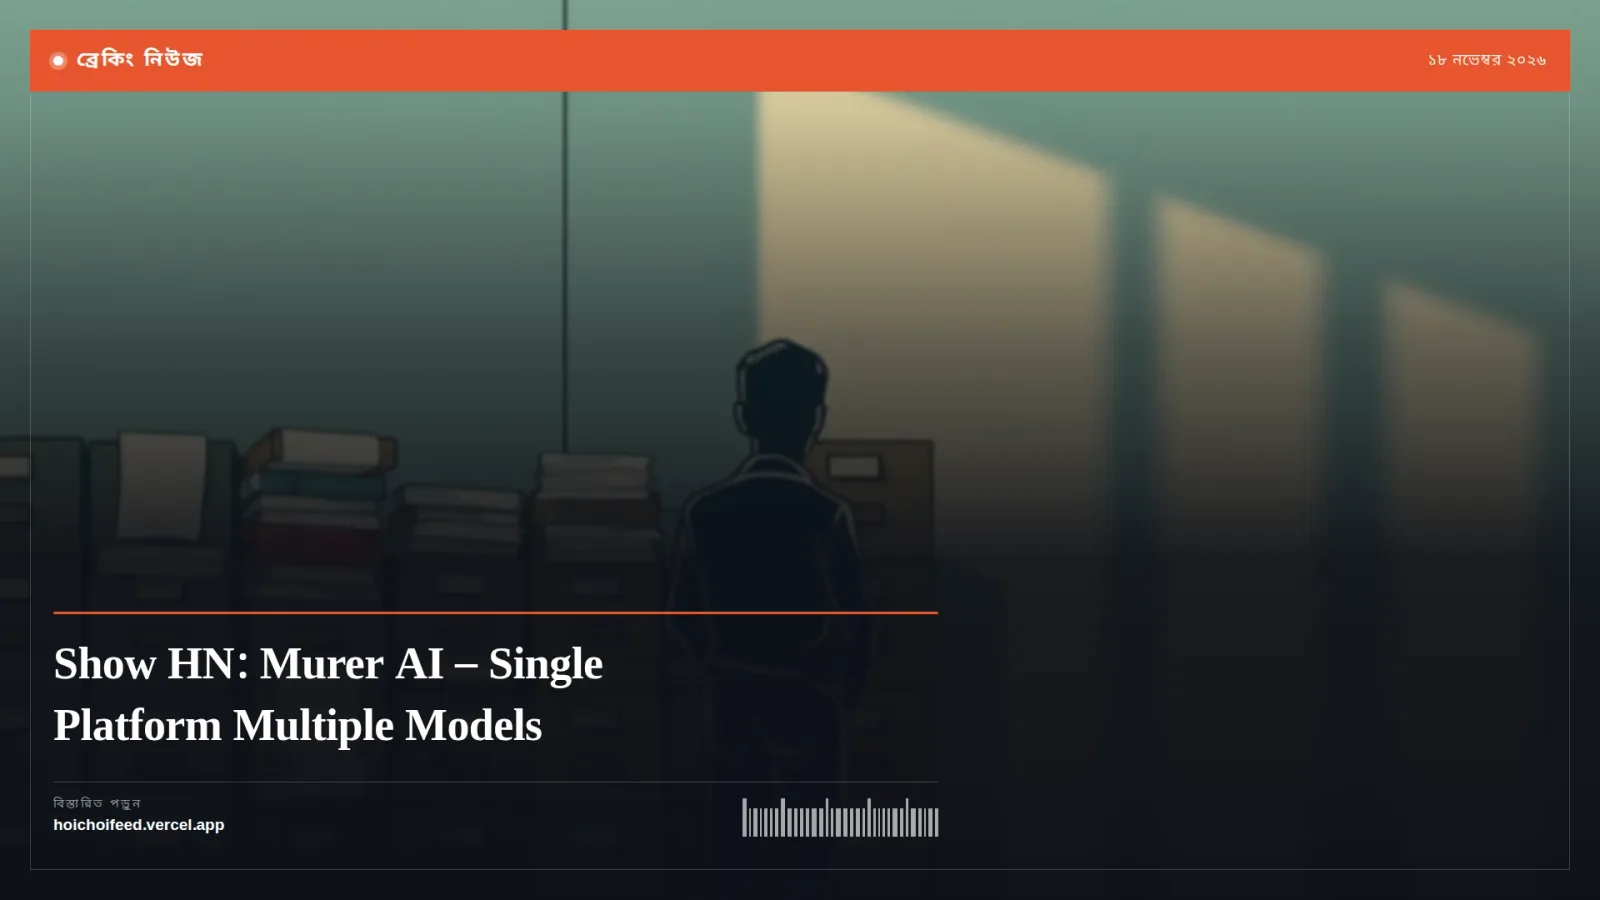 ব্রেকিং নিউজ
১৮ নভেম্বর ২০২৬
Show HN: Murer AI – Single
Platform Multiple Models
বিস্তারিত পড়ুন
hoichoifeed.vercel.app